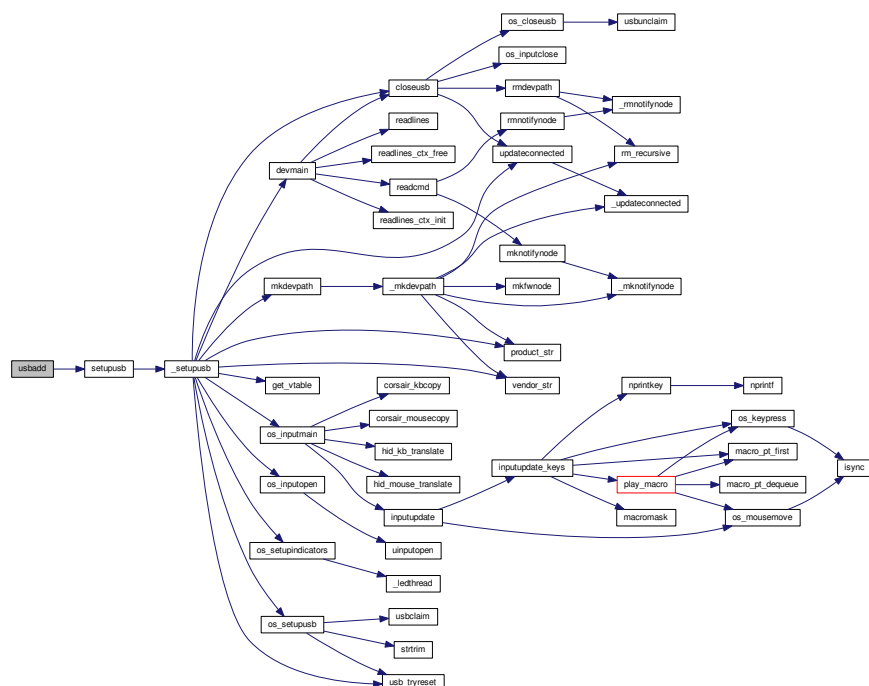 os_closeusb
usbunclaim
os_inputclose
closeusb
rmdevpath
_rmnotifynode
readlines
rmnotifynode
readlines_ctx_free
updateconnected
rm_recursive
devmain
readcmd
_updateconnected
readlines_ctx_init
mknotifynode
mkdevpath
_mkdevpath
mkfwnode
_mknotifynode
product_str
usbadd
setupusb
_setupusb
get_vtable
vendor_str
corsair_kbcopy
nprintkey
nprintf
corsair_mousecopy
os_keypress
os_inputmain
hid_kb_translate
macro_pt_first
inputupdate_keys
isync
os_inputopen
hid_mouse_translate
play_macro
macro_pt_dequeue
inputupdate
macromask
os_mousemove
os_setupindicators
uinputopen
_ledthread
os_setupusb
usbclaim
strtrim
usb_tryreset